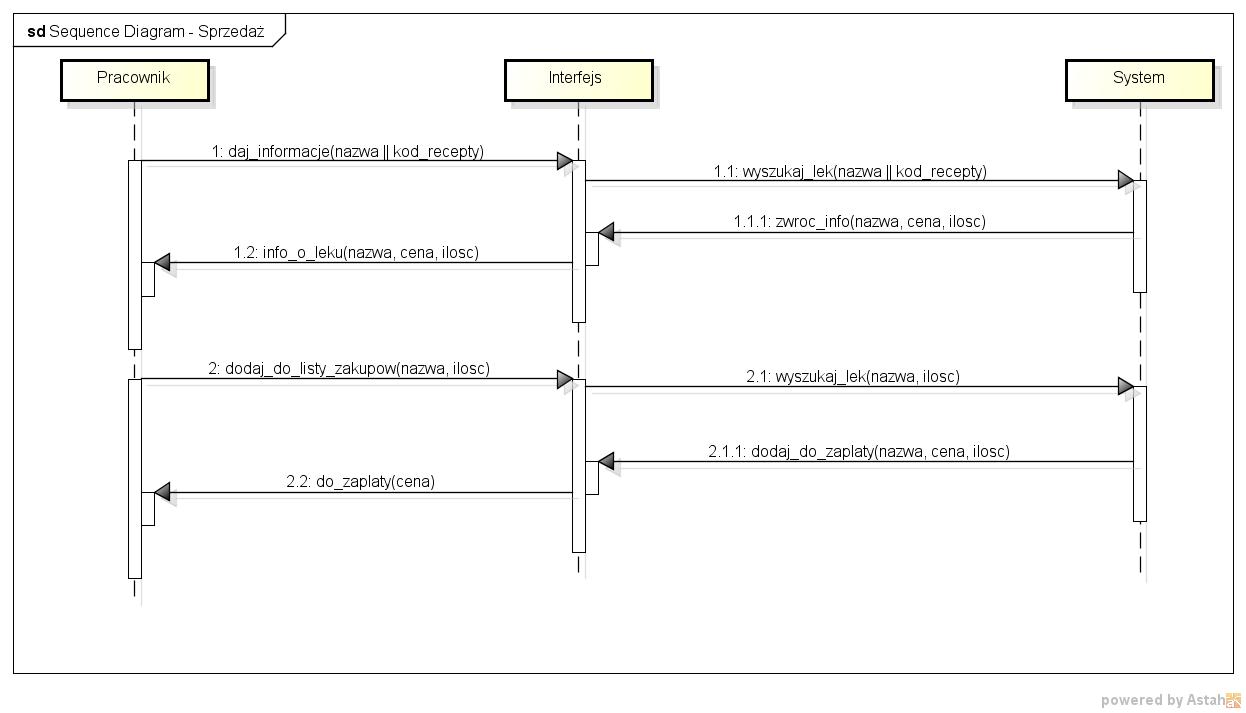 sd Sequence Diagram - Sprzedaż
Pracownik
Interfejs
System
1: daj_informacje(nazwa || kod_recepty)
1.1: wyszukaj_lek(nazwa || kod_recepty)
1.1.1: zwroc_info(nazwa, cena, ilosc)
1.2: info_o_leku(nazwa, cena, ilosc)
2: dodaj_do_listy_zakupow(nazwa, ilosc)
2.1: wyszukaj_lek(nazwa, ilosc)
2.1.1: dodaj_do_zaplaty(nazwa, cena, ilosc)
2.2: do_zaplaty(cena)
powered by Astah